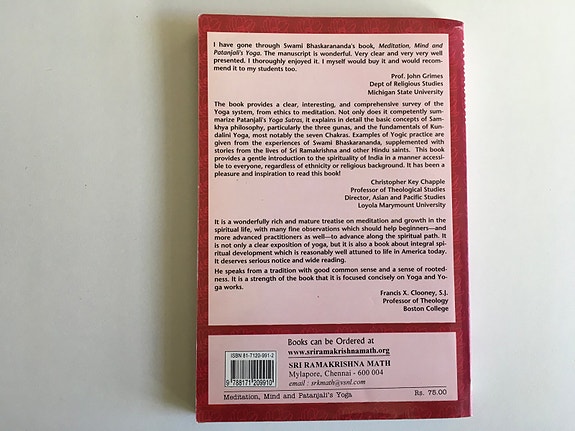 I have gone through Swami Bhaskarananda's book, Meditation, Mind and
Patanjali's Yoga. The manuscript is wonderful. Very clear and very very well
presented. I thoroughly enjoyed it. I myself would buy it and would recom-
mend it to my students too.
Prof. John Grimes
Dept of Religious Studies
Michigan State University
The book provides a clear, interesting, and comprehensive survey of the
Yoga system, from ethics to meditation. Not only does it competently sum-
marize Patanjali's Yoga Sutras, it explains in detail the basic concepts of Sam-
khya philosophy, particularly the three gunas, and the fundamentals of Kun-
dalini Yoga, most notably the seven Chakras. Examples of Yogic practice are
given from the experiences of Swami Bhaskarananda, supplemented with
stories from the lives of Sri Ramakrishna and other Hindu saints. This book
provides a gentle introduction to the spirituality of India in a manner accessi-
ble to everyone, regardless of ethnicity or religious background. It has been a
pleasure and inspiration to read this book!
Christopher Key Chapple
Professor of Theological Studies
Director, Asian and Pacific Studies
Loyola Marymount University
It is a wonderfully rich and mature treatise on meditation and growth in the
spiritual life, with many fine observations which should help beginners—and
more advanced practitioners as well—to advance along the spiritual path. It
is not only a clear exposition of yoga, but it is also a book about integral spi-
ritual development which is reasonably well attuned to life in America today.
It deserves serious notice and wide reading.
He speaks from a tradition with good common sense and a sense of rooted-
ness. It is a strength of the book that it is focused concisely on Yoga and Yo-
ga works.
Francis X. Clooney, S.J.
Professor of Theology
Boston College
Books can be Ordered at
www.sriramakrishnamath.org
SRI RAMAKRISHNA MATH
Mylapore, Chennai - 600 004
email : srkmath@vsnl.com
ISBN 81-7120-991-2
9 788171 209910
Meditation, Mind and Patanjali's Yoga
Rs. 75.00